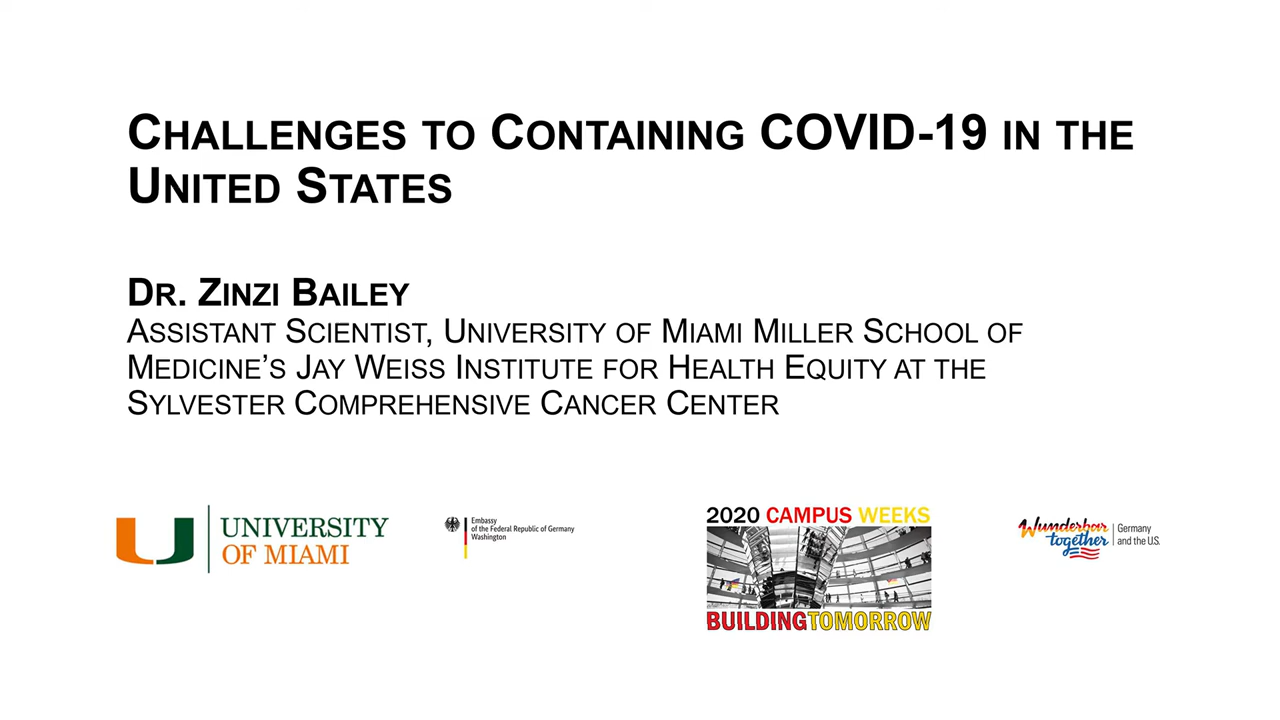 CHALLENGES TO CONTAINING COVID-19 IN THE
UNITED STATES
DR. ZINZI BAILEY
ASSISTANT SCIENTIST, UNIVERSITY OF MIAMI MILLER SCHOOL OF
MEDICINE’S JAY WEISS INSTITUTE FOR HEALTH EQUITY AT THE
SYLVESTER COMPREHENSIVE CANCER CENTER
UNIVERSITY
OF MIAMI
Embassy
of the Federal Republic of Germany
Washington
2020 CAMPUS WEEKS
BUILDINGTOMORROW
Wunderbar
together
Germany
and the U.S.